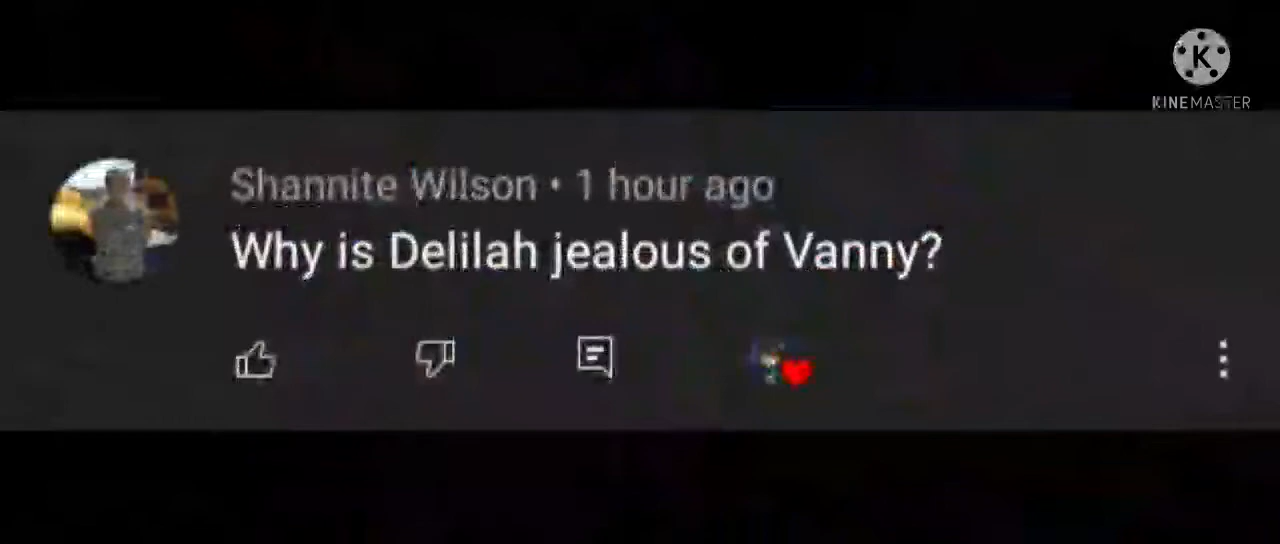 K
KINEMASTER
Shannite Wilson • 1 hour ago
Why is Delilah jealous of Vanny?